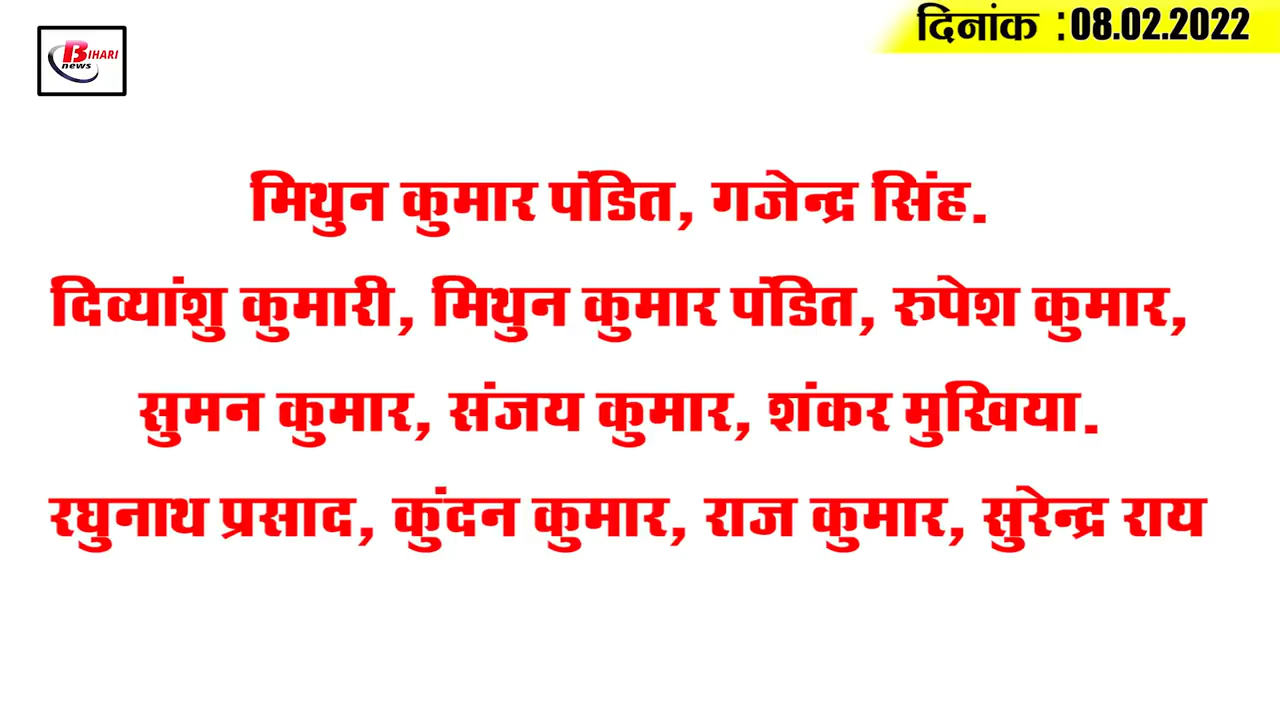 दिनांक :08.02.2022
BIHARI
news
मिथुन कुमार पंडित, गजेन्द्र सिंह.
दिव्यांशु कुमारी, मिथुन कुमार पंडित, रुपेश कुमार,
सुमन कुमार, संजय कुमार, शंकर मुखिया.
रघुनाथ प्रसाद, कुंदन कुमार, राज कुमार, सुरेन्द्र राय